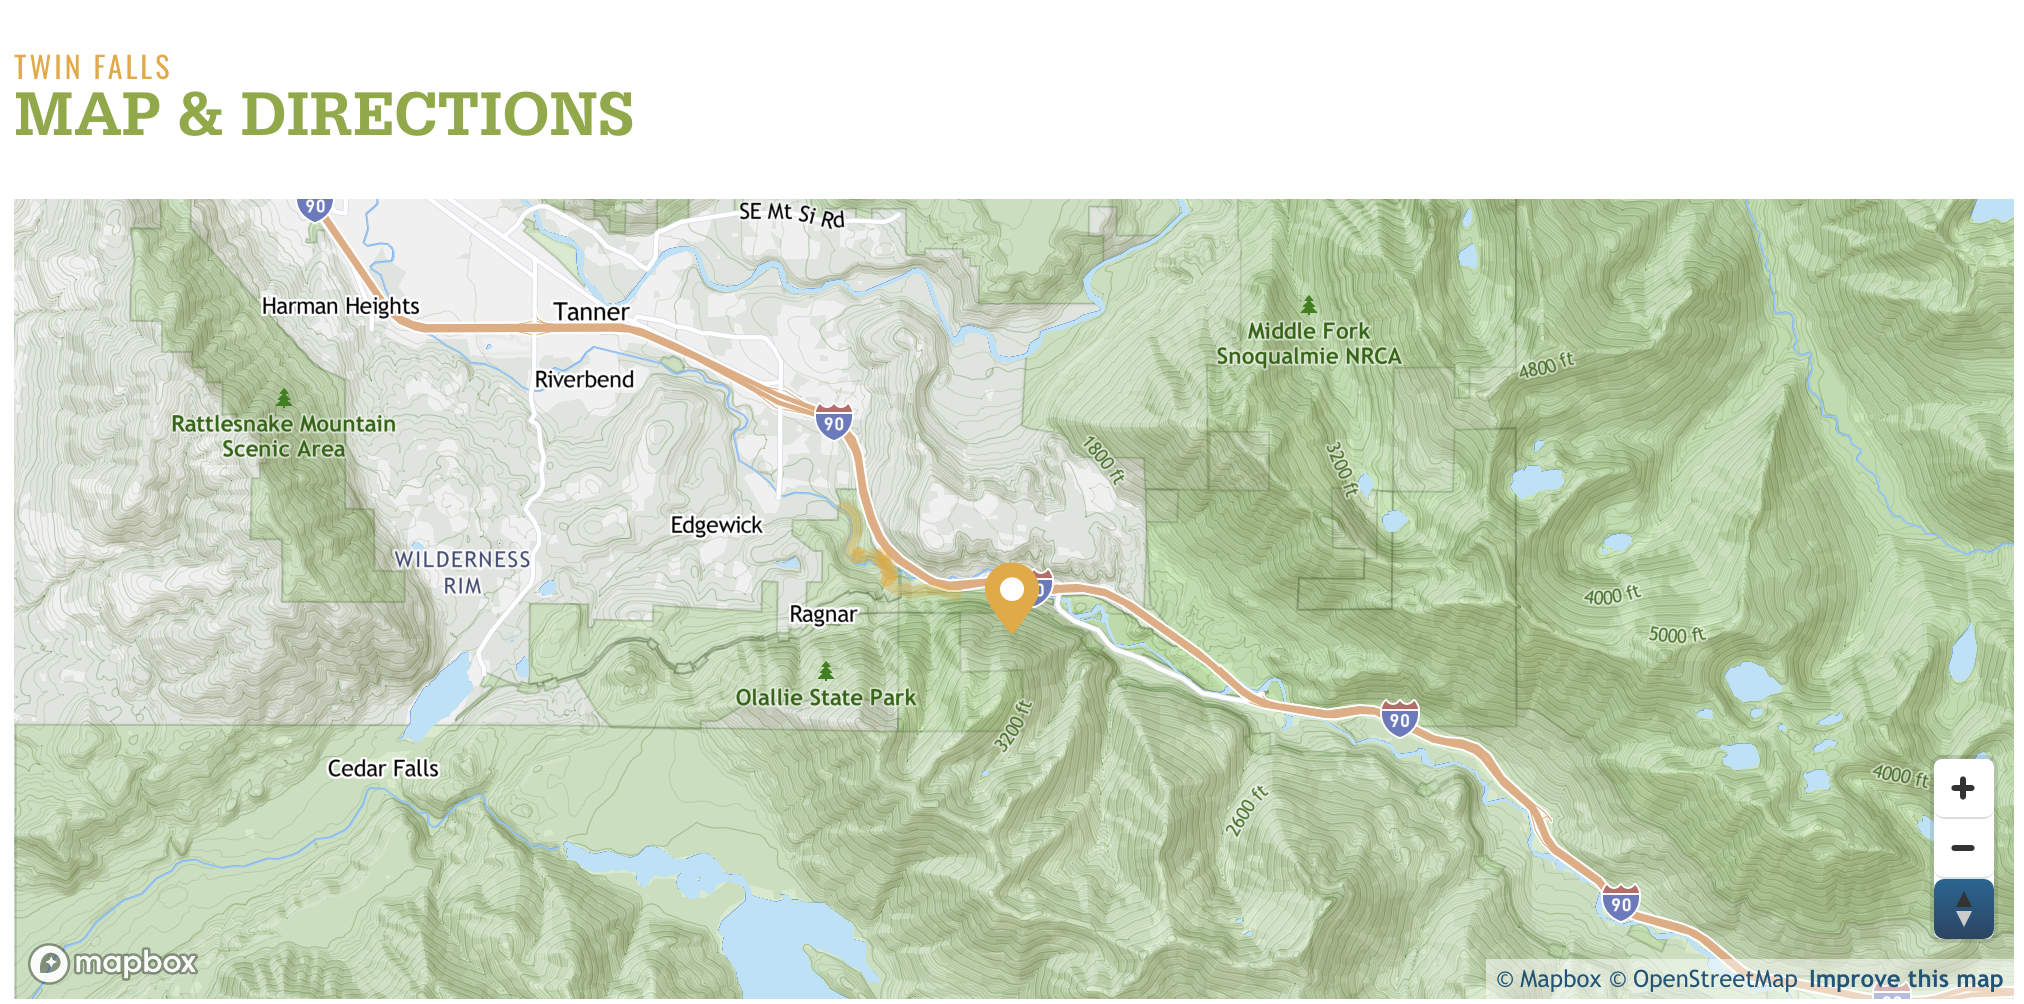 TWIN FALLS
MAP & DIRECTIONS
90
SE Mt Si Rd
Harman Heights
Tanner
Middle Fork
Snoqualmie NRCA
4800 ft
Riverbend
90
Rattlesnake Mountain
Scenic Area
1800 ft
3200 ft
Edgewick
WILDERNESS
RIM
4000 ft
Ragnar
5000 ft
Olallie State Park
3200 ft
90
Cedar Falls
4000 ft
2600 ft
90
mapbox
© Mapbox © OpenStreetMap Improve this map